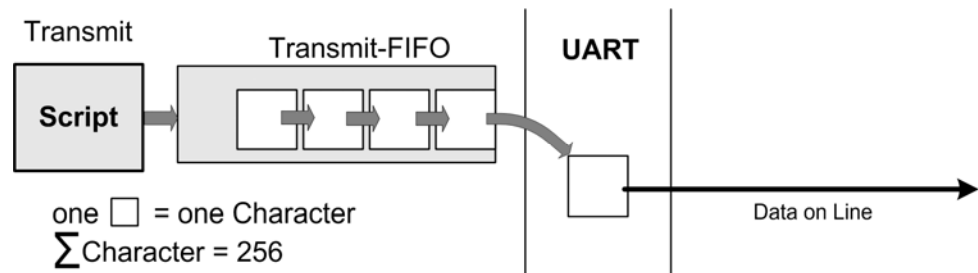 Transmit
Transmit-FIFO
UART
Script
one □ = one Character
∑Character = 256
Data on Line